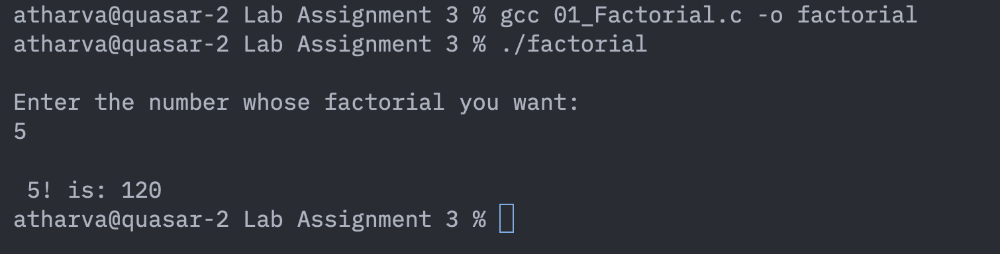 atharva@quasar-2 Lab Assignment 3 % gcc 01_Factorial.c -o factorial
atharva@quasar-2 Lab Assignment 3 % ./factorial
Enter the number whose factorial you want:
5
5! is: 120
atharva@quasar-2 Lab Assignment 3 %